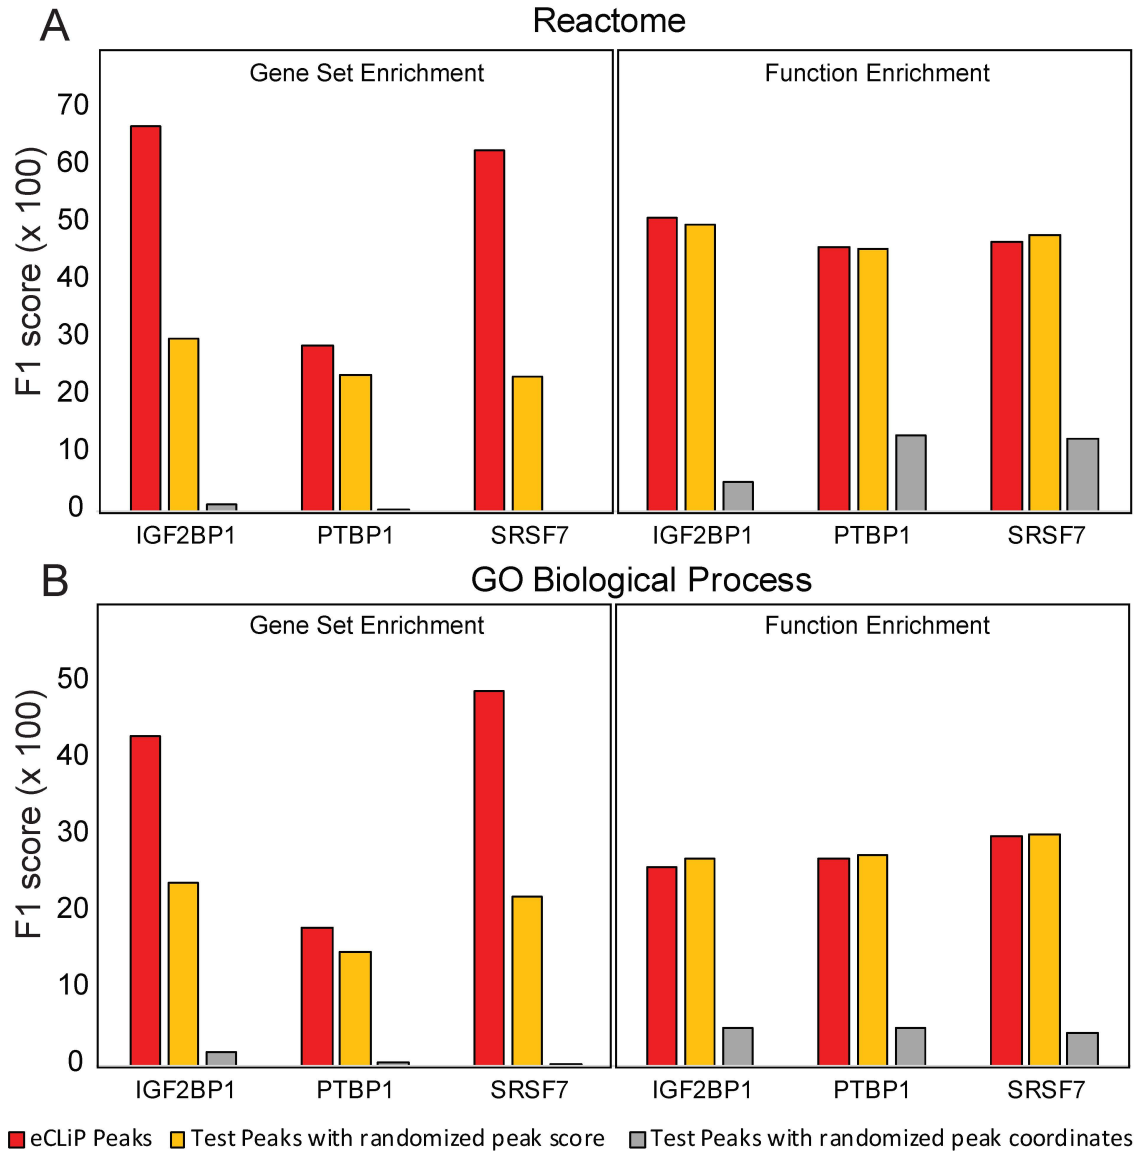 A
Reactome
Gene Set Enrichment
Function Enrichment
F1 score (x 100)
70
60
50
40
30
20
10
0
IGF2BP1 PTBP1 SRSF7 IGF2BP1 PTBP1 SRSF7
B
GO Biological Process
Gene Set Enrichment
Function Enrichment
F1 score (x 100)
50
40
30
20
10
0
IGF2BP1 PTBP1 SRSF7 IGF2BP1 PTBP1 SRSF7
eCLiP Peaks Test Peaks with randomized peak score Test Peaks with randomized peak coordinates